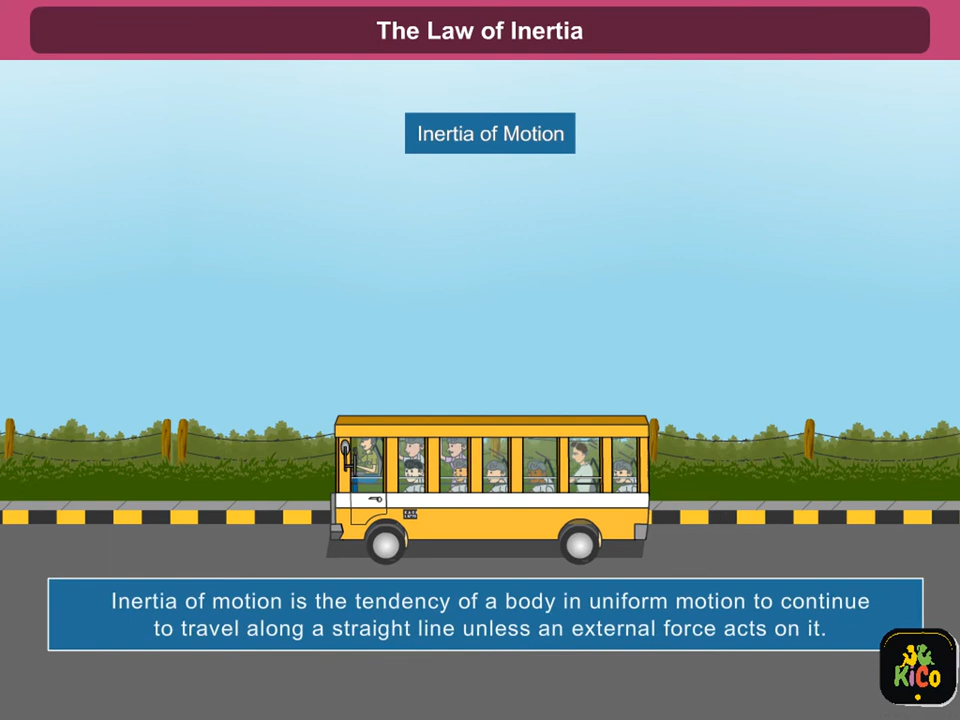 The Law of Inertia
Inertia of Motion
Inertia of motion is the tendency of a body in uniform motion to continue
to travel along a straight line unless an external force acts on it.
KiCo